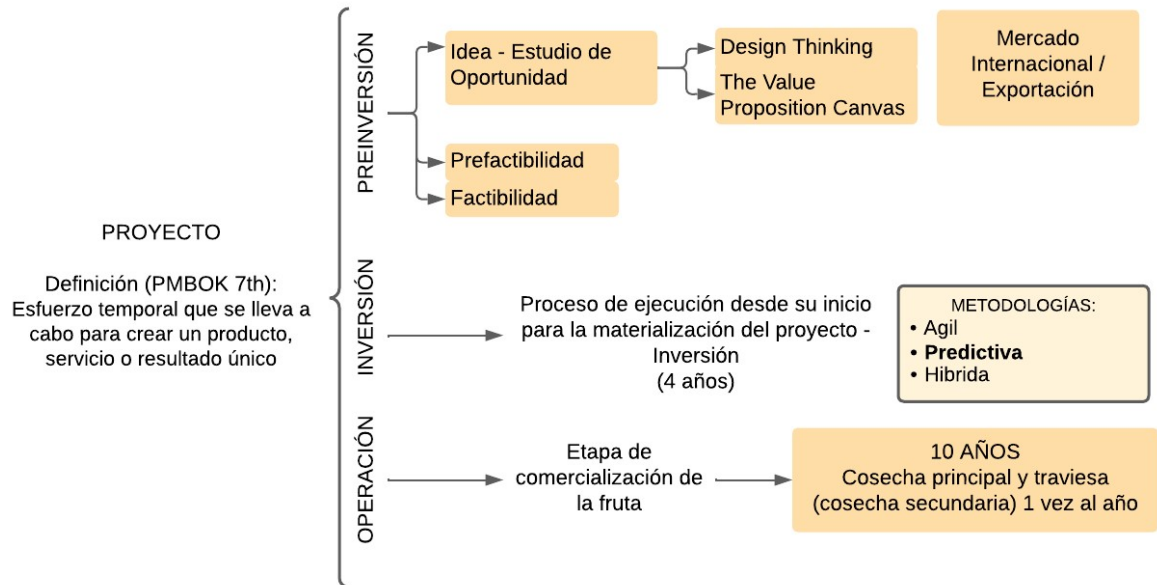 PROYECTO
Definición (PMBOK 7th):
Esfuerzo temporal que se lleva a
cabo para crear un producto,
servicio o resultado único
PREINVERSIÓN
Idea - Estudio de
Oportunidad
Design Thinking
The Value
Proposition Canvas
Mercado
Internacional /
Exportación
Prefactibilidad
Factibilidad
INVERSIÓN
Proceso de ejecución desde su inicio
para la materialización del proyecto -
Inversión
(4 años)
METODOLOGÍAS:
• Agil
• Predictiva
• Hibrida
OPERACIÓN
Etapa de
comercialización de
la fruta
10 AÑOS
Cosecha principal y traviesa
(cosecha secundaria) 1 vez al año